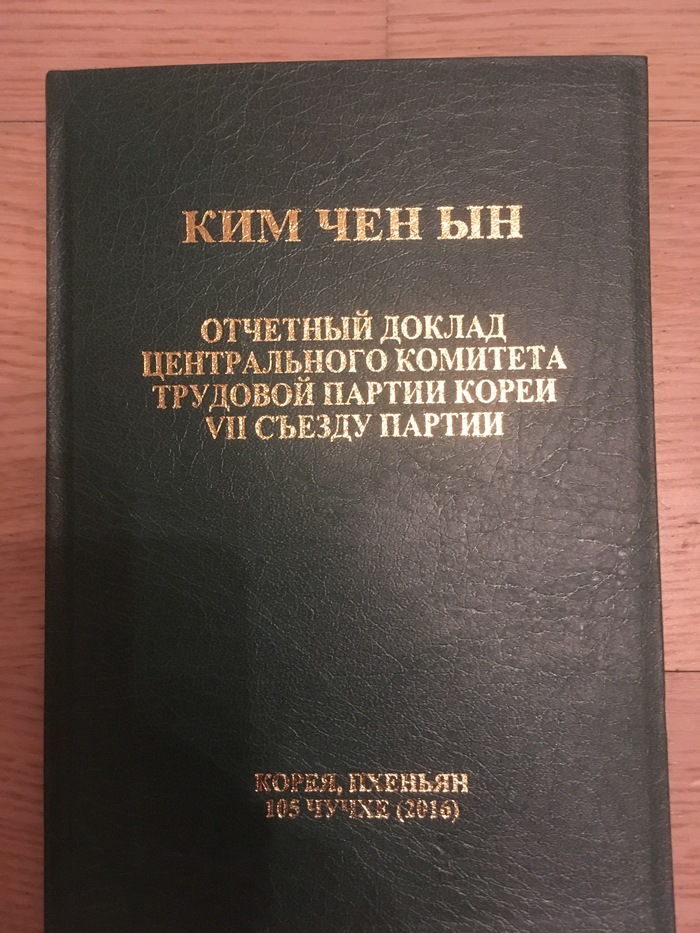 КИМ ЧЕН ЫН
ОТЧЕТНЫЙ ДОКЛАД
ЦЕНТРАЛЬНОГО КОМИТЕТА
ТРУДОВОЙ ПАРТИИ КОРЕИ
VII СЪЕЗДУ ПАРТИИ
КОРЕЯ, ПХЕНЬЯН
105 ЧУЧХЕ (2016)